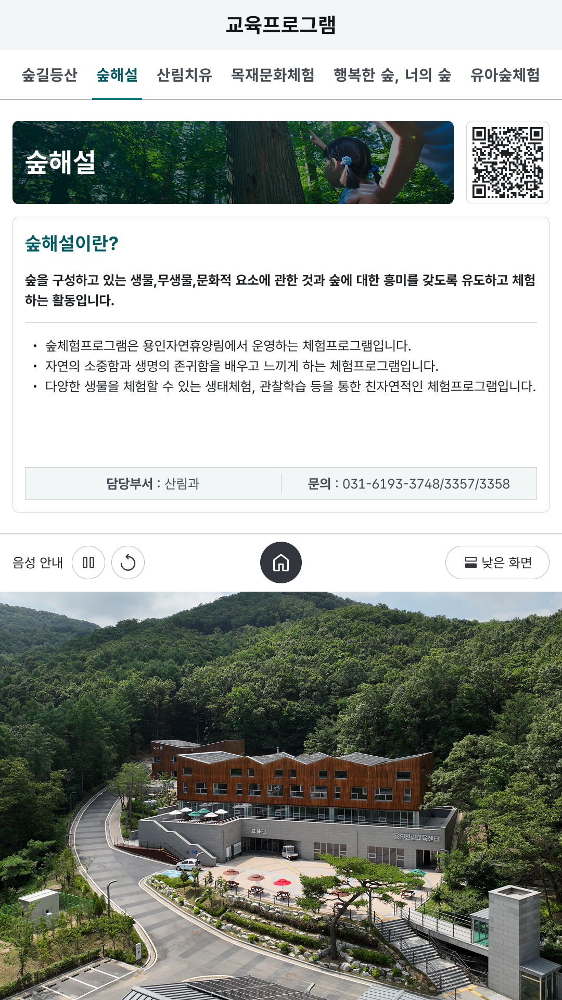 교육프로그램
숲길등산 숲해설 산림치유 목재문화체험 행복한 숲, 너의 숲 유아숲체험
숲해설
숲해설이란?
숲을 구성하고 있는 생물,무생물,문화적 요소에 관한 것과 숲에 대한 흥미를 갖도록 유도하고 체험
하는 활동입니다.
• 숲체험프로그램은 용인자연휴양림에서 운영하는 체험프로그램입니다.
• 자연의 소중함과 생명의 존귀함을 배우고 느끼게 하는 체험프로그램입니다.
• 다양한 생물을 체험할 수 있는 생태체험, 관찰학습 등을 통한 친자연적인 체험프로그램입니다.
담당부서 : 산림과 문의 : 031-6193-3748/3357/3358
음성 안내 낮은 화면
숙박동
교육관
용인산림교육센터